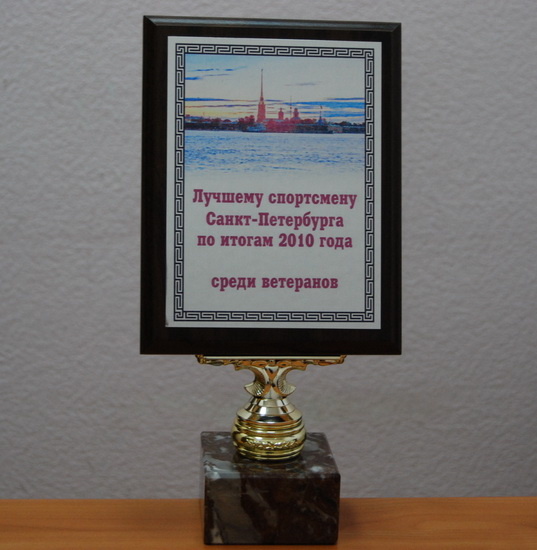 Лучшему спортсмену
Санкт-Петербурга
по итогам 2010 года
среди ветеранов